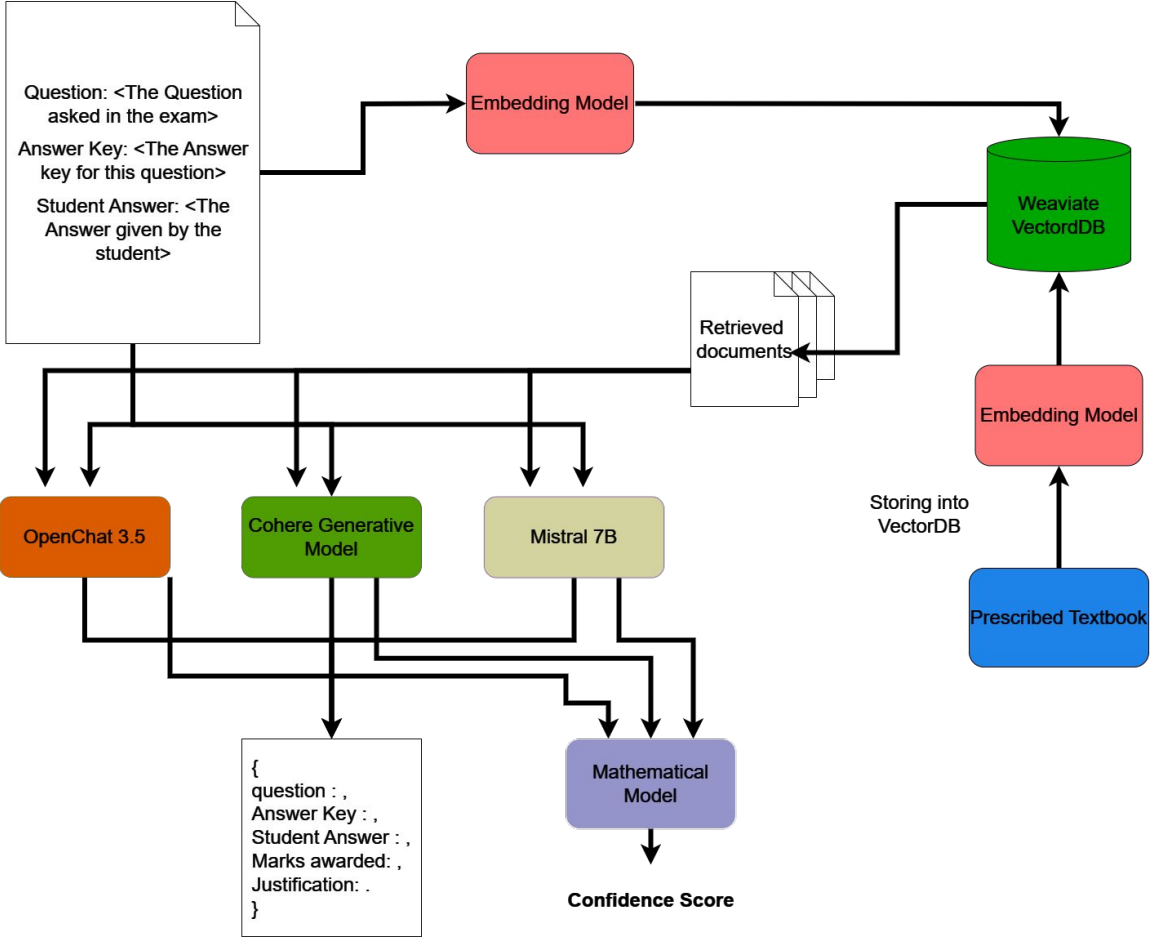 Question: <The Question
asked in the exam>
Answer Key: <The Answer
key for this question>
Student Answer: <The
Answer given by the
student>
Embedding Model
Weaviate
VectordDB
Retrieved
documents
Embedding Model
Storing into
VectorDB
Prescribed Textbook
OpenChat 3.5
Cohere Generative
Model
Mistral 7B
{
question : ,
Answer Key : ,
Student Answer : ,
Marks awarded: ,
Justification: .
}
Mathematical
Model
Confidence Score